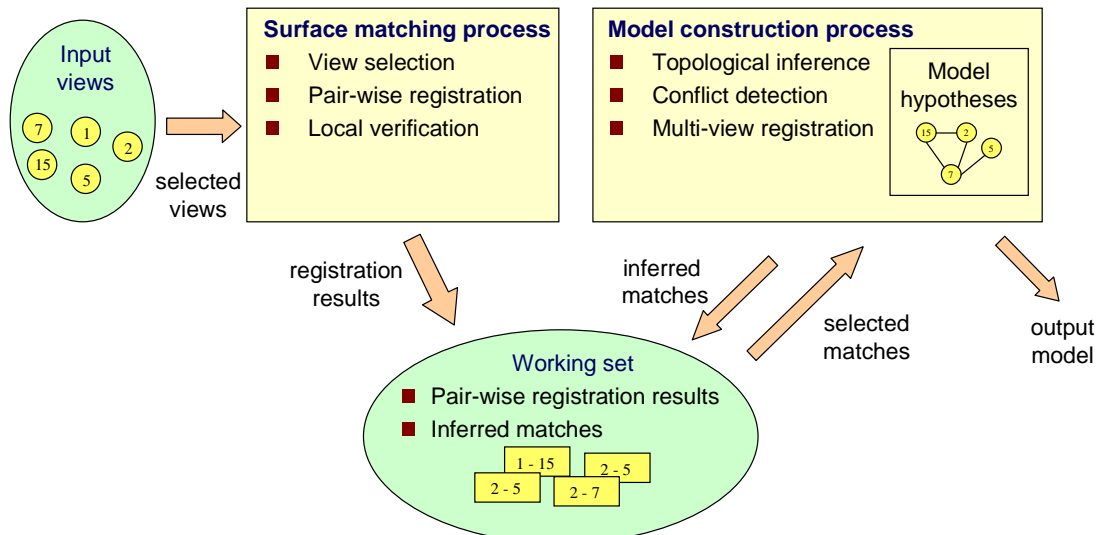 Input
views
7
1
2
15
5
selected
views
Surface matching process
View selection
Pair-wise registration
Local verification
Model construction process
Topological inference
Conflict detection
Multi-view registration
Model
hypotheses
15
2
5
7
registration
results
inferred
matches
selected
matches
output
model
Working set
Pair-wise registration results
Inferred matches
1 - 15
2 - 5
2 - 5
2 - 7